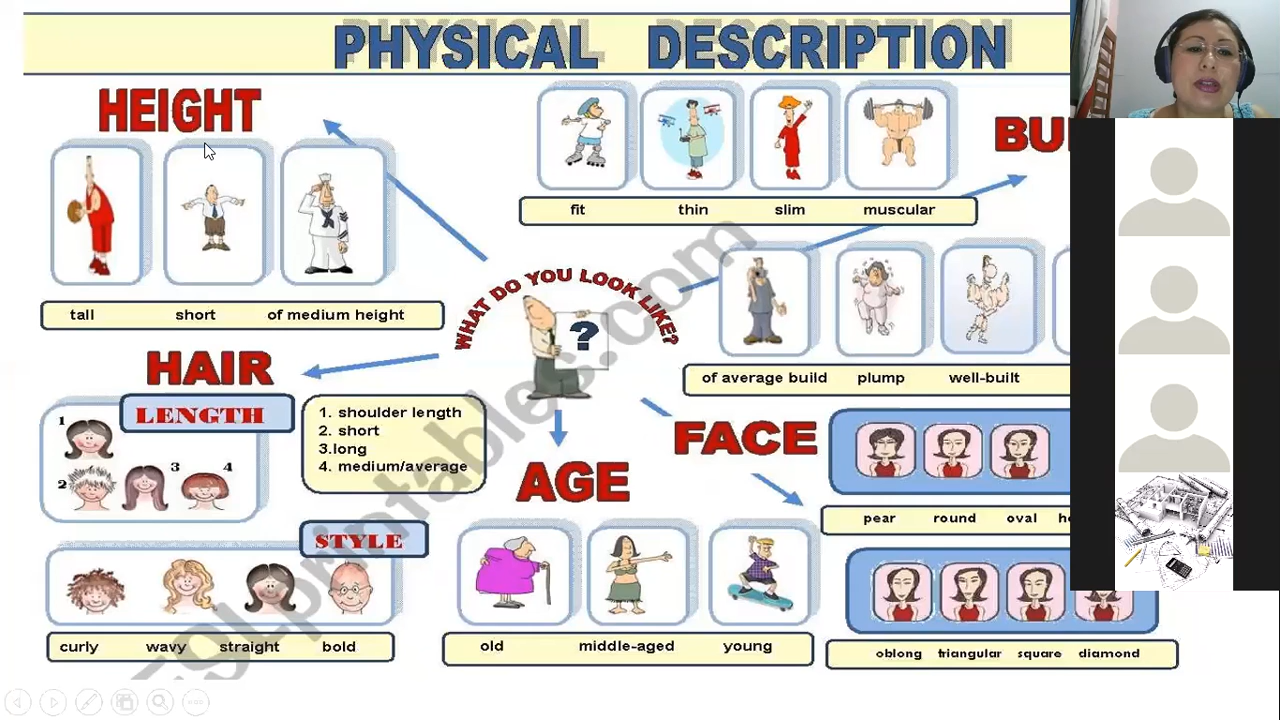 PHYSICAL DESCRIPTION
HEIGHT
tall short of medium height
fit thin slim muscular
of average build plump well-built
WHAT DO YOU LOOK LIKE?
?
HAIR
LENGTH
1
2
3
4
1. shoulder length
2. short
3.long
4. medium/average
STYLE
curly wavy straight bold
AGE
old middle-aged young
FACE
pear round oval
oblong triangular square diamond